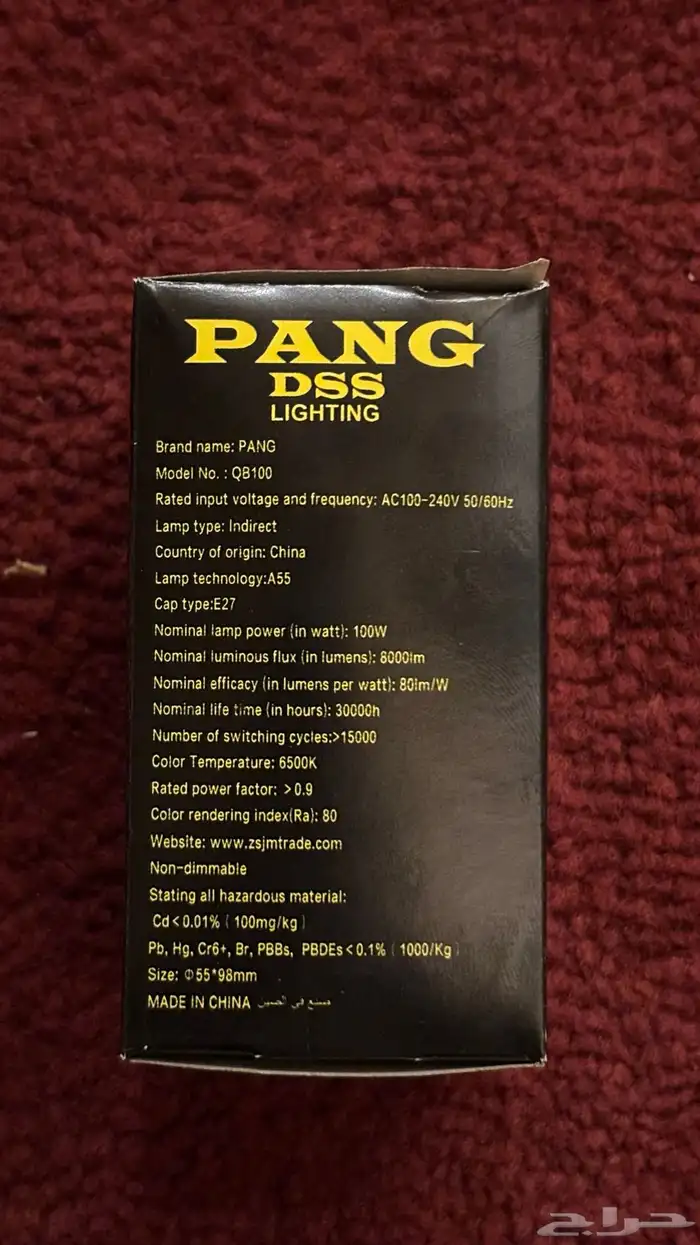 PANG
DSS
LIGHTING
Brand name: PANG
Model No. : QB100
Rated input voltage and frequency: AC100-240V 50/60Hz
Lamp type: Indirect
Country of origin: China
Lamp technology:A55
Cap type:E27
Nominal lamp power (in watt): 100W
Nominal luminous flux (in lumens): 8000lm
Nominal efficacy (in lumens per watt): 80lm/W
Nominal life time (in hours): 30000h
Number of switching cycles:>15000
Color Temperature: 6500K
Rated power factor: >0.9
Color rendering index(Ra): 80
Website: www.zsjmtrade.com
Non-dimmable
Stating all hazardous material:
Cd<0.01% ( 100mg/kg )
Pb, Hg, Cr6+, Br, PBBs, PBDEs<0.1% ( 1000/Kg )
Size: Φ55*98mm
MADE IN CHINA صنع في الصين
حراج